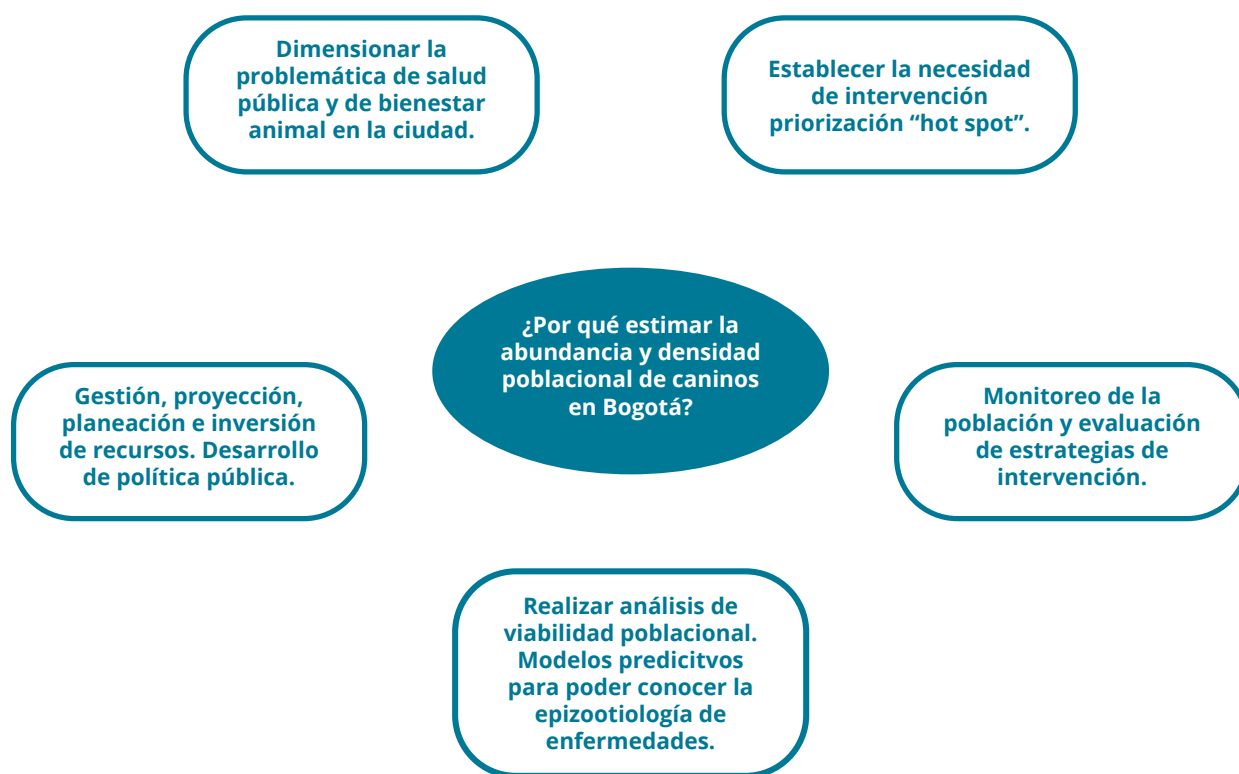 Dimensionar la
problemática de salud
pública y de bienestar
animal en la ciudad.
Establecer la necesidad
de intervención
priorización “hot spot”.
¿Por qué estimar la
abundancia y densidad
poblacional de caninos
en Bogotá?
Gestión, proyección,
planeación e inversión
de recursos. Desarrollo
de política pública.
Monitoreo de la
población y evaluación
de estrategias de
intervención.
Realizar análisis de
viabilidad poblacional.
Modelos predicitvos
para poder conocer la
epizootiología de
enfermedades.